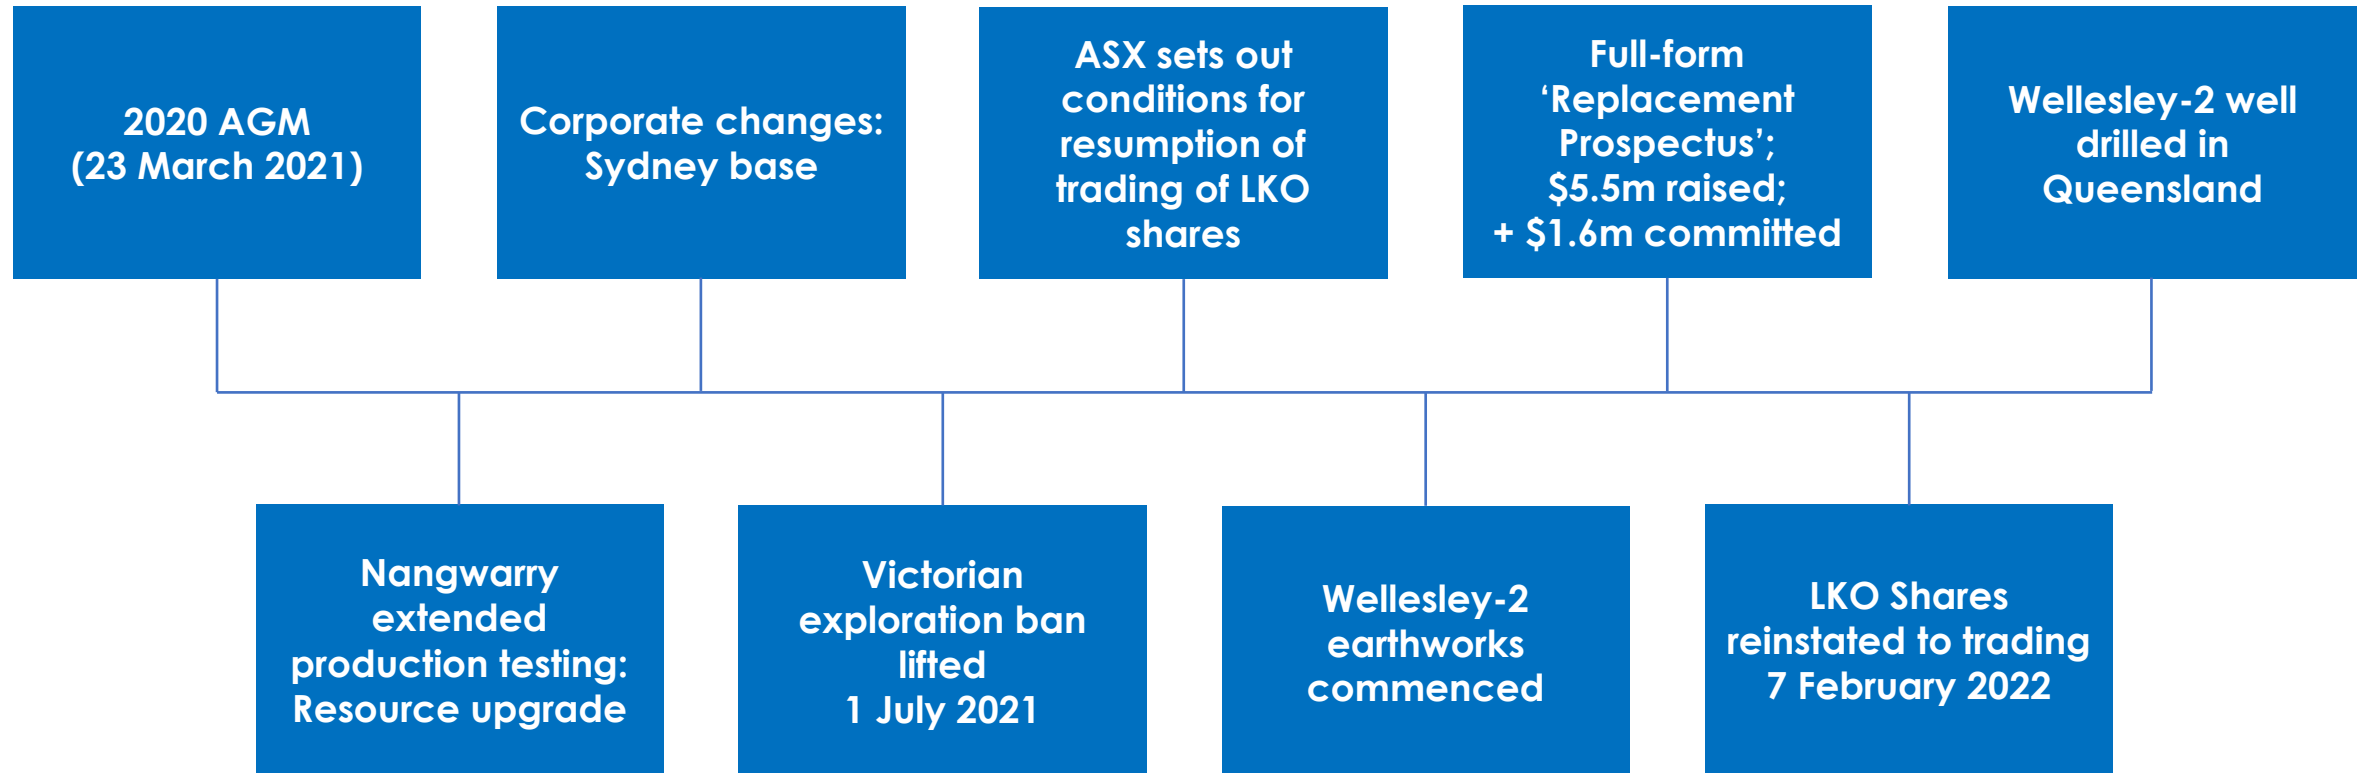 2020 AGM
(23 March 2021)
Corporate changes:
Sydney base
ASX sets out
conditions for
resumption of
trading of LKO
shares
Full-form
‘Replacement
Prospectus’;
$5.5m raised;
+ $1.6m committed
Wellesley-2 well
drilled in
Queensland
Nangwarry
extended
production testing:
Resource upgrade
Victorian
exploration ban
lifted
1 July 2021
Wellesley-2
earthworks
commenced
LKO Shares
reinstated to trading
7 February 2022